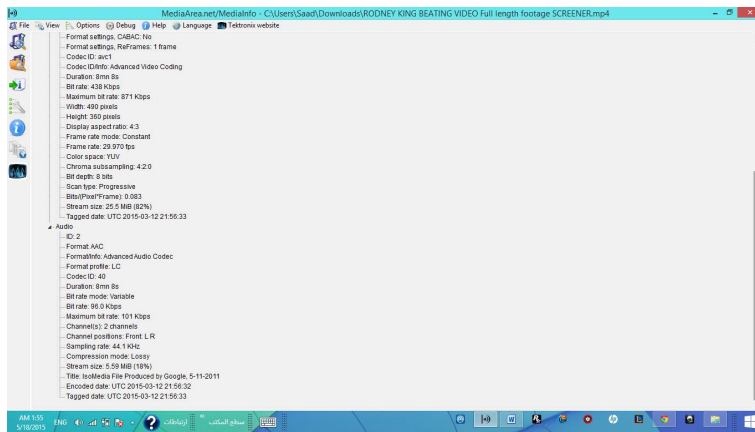 MediaArea.net/MediaInfo - C:\Users\Saad\Downloads\RODNEY KING BEATING VIDEO Full length footage SCREENER.mp4
File View Options Debug Help Language Tektronix website
Format settings, CABAC: No
Format settings, ReFrames: 1 frame
Codec ID: avc1
Codec ID/Info: Advanced Video Coding
Duration: 8mn 8s
Bit rate: 438 Kbps
Maximum bit rate: 871 Kbps
Width: 490 pixels
Height: 360 pixels
Display aspect ratio: 4:3
Frame rate mode: Constant
Frame rate: 29.970 fps
Color space: YUV
Chroma subsampling: 4:2:0
Bit depth: 8 bits
Scan type: Progressive
Bits/(Pixel*Frame): 0.083
Stream size: 25.5 MiB (82%)
Tagged date: UTC 2015-03-12 21:56:33
Audio
ID: 2
Format: AAC
Format/Info: Advanced Audio Codec
Format profile: LC
Codec ID: 40
Duration: 8mn 8s
Bit rate mode: Variable
Bit rate: 96.0 Kbps
Maximum bit rate: 101 Kbps
Channel(s): 2 channels
Channel positions: Front: L R
Sampling rate: 44.1 KHz
Compression mode: Lossy
Stream size: 5.59 MiB (18%)
Title: IsoMedia File Produced by Google, 5-11-2011
Encoded date: UTC 2015-03-12 21:56:32
Tagged date: UTC 2015-03-12 21:56:33
AM 1:55
5/18/2015
ENG
ارتباطات
سطح المكتب